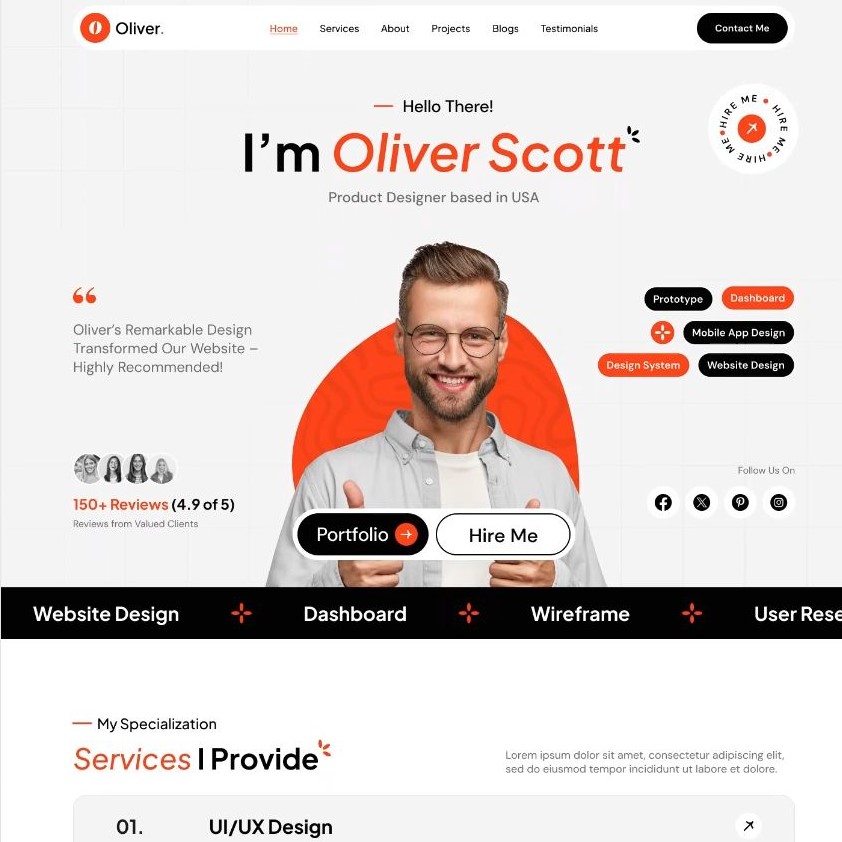 Oliver.
Home
Services
About
Projects
Blogs
Testimonials
Contact Me
Hello There!
I’m Oliver Scott
Product Designer based in USA
HIRE ME • HIRE ME • HIRE ME •
“
Oliver’s Remarkable Design
Transformed Our Website –
Highly Recommended!
Prototype
Dashboard
Mobile App Design
Design System
Website Design
150+ Reviews (4.9 of 5)
Reviews from Valued Clients
Follow Us On
Portfolio
Hire Me
Website Design
Dashboard
Wireframe
User Rese
My Specialization
Services I Provide
Lorem ipsum dolor sit amet, consectetur adipiscing elit,
sed do eiusmod tempor incididunt ut labore et dolore.
01.
UI/UX Design